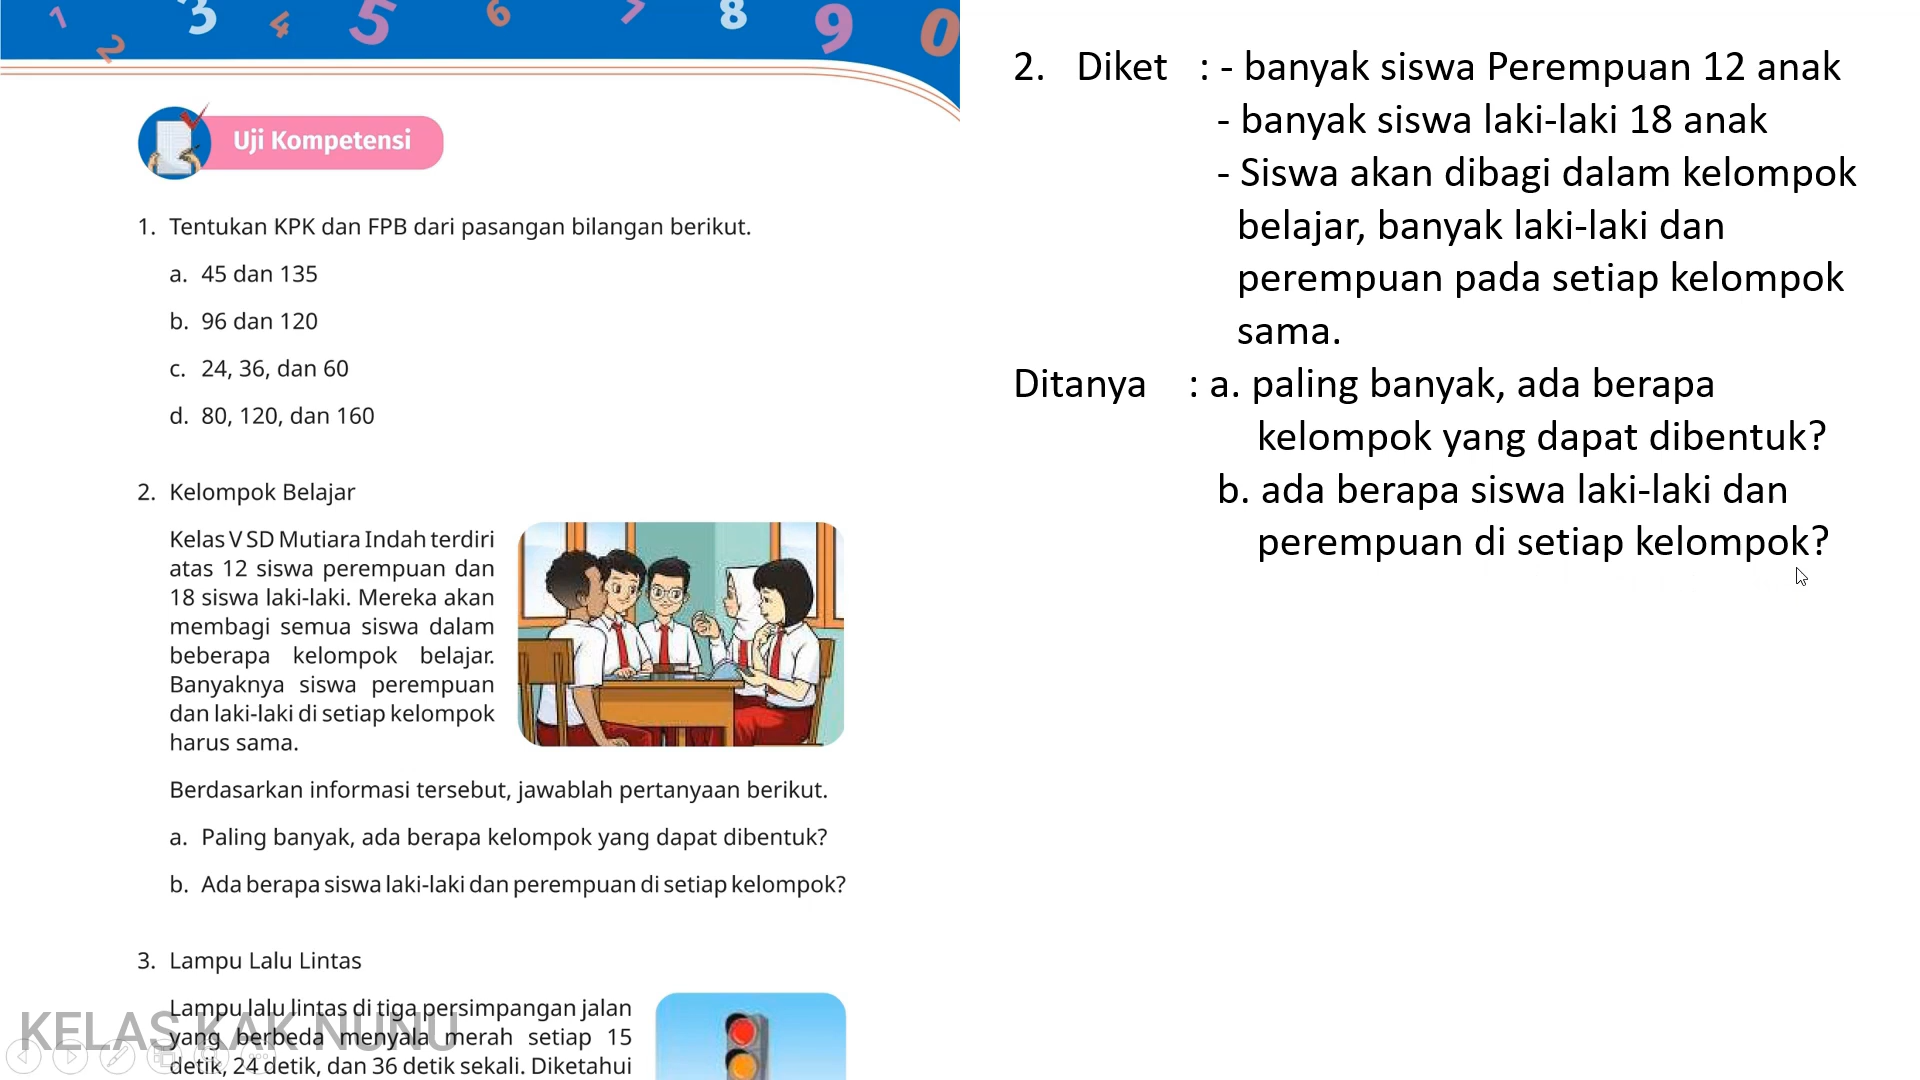 1 2 3 4 5 6 7 8 9 0
Uji Kompetensi
1. Tentukan KPK dan FPB dari pasangan bilangan berikut.
a. 45 dan 135
b. 96 dan 120
c. 24, 36, dan 60
d. 80, 120, dan 160
2. Kelompok Belajar
Kelas V SD Mutiara Indah terdiri
atas 12 siswa perempuan dan
18 siswa laki-laki. Mereka akan
membagi semua siswa dalam
beberapa kelompok belajar.
Banyaknya siswa perempuan
dan laki-laki di setiap kelompok
harus sama.
Berdasarkan informasi tersebut, jawablah pertanyaan berikut.
a. Paling banyak, ada berapa kelompok yang dapat dibentuk?
b. Ada berapa siswa laki-laki dan perempuan di setiap kelompok?
3. Lampu Lalu Lintas
Lampu lalu lintas di tiga persimpangan jalan
yang berbeda menyala merah setiap 15
detik, 24 detik, dan 36 detik sekali. Diketahui
KELAS KAK NUNU
2. Diket : - banyak siswa Perempuan 12 anak
- banyak siswa laki-laki 18 anak
- Siswa akan dibagi dalam kelompok
belajar, banyak laki-laki dan
perempuan pada setiap kelompok
sama.
Ditanya : a. paling banyak, ada berapa
kelompok yang dapat dibentuk?
b. ada berapa siswa laki-laki dan
perempuan di setiap kelompok?